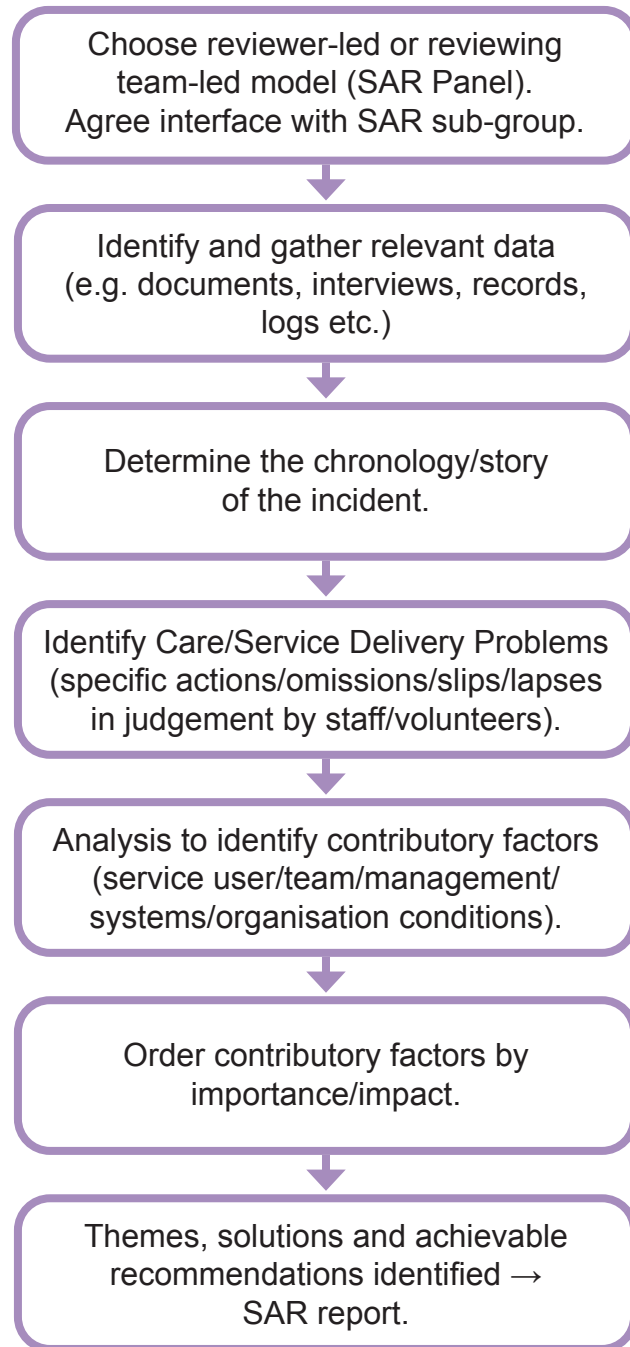 Choose reviewer-led or reviewing
team-led model (SAR Panel).
Agree interface with SAR sub-group.
Identify and gather relevant data
(e.g. documents, interviews, records,
logs etc.)
Determine the chronology/story
of the incident.
Identify Care/Service Delivery Problems
(specific actions/omissions/slips/lapses
in judgement by staff/volunteers).
Analysis to identify contributory factors
(service user/team/management/
systems/organisation conditions).
Order contributory factors by
importance/impact.
Themes, solutions and achievable
recommendations identified →
SAR report.